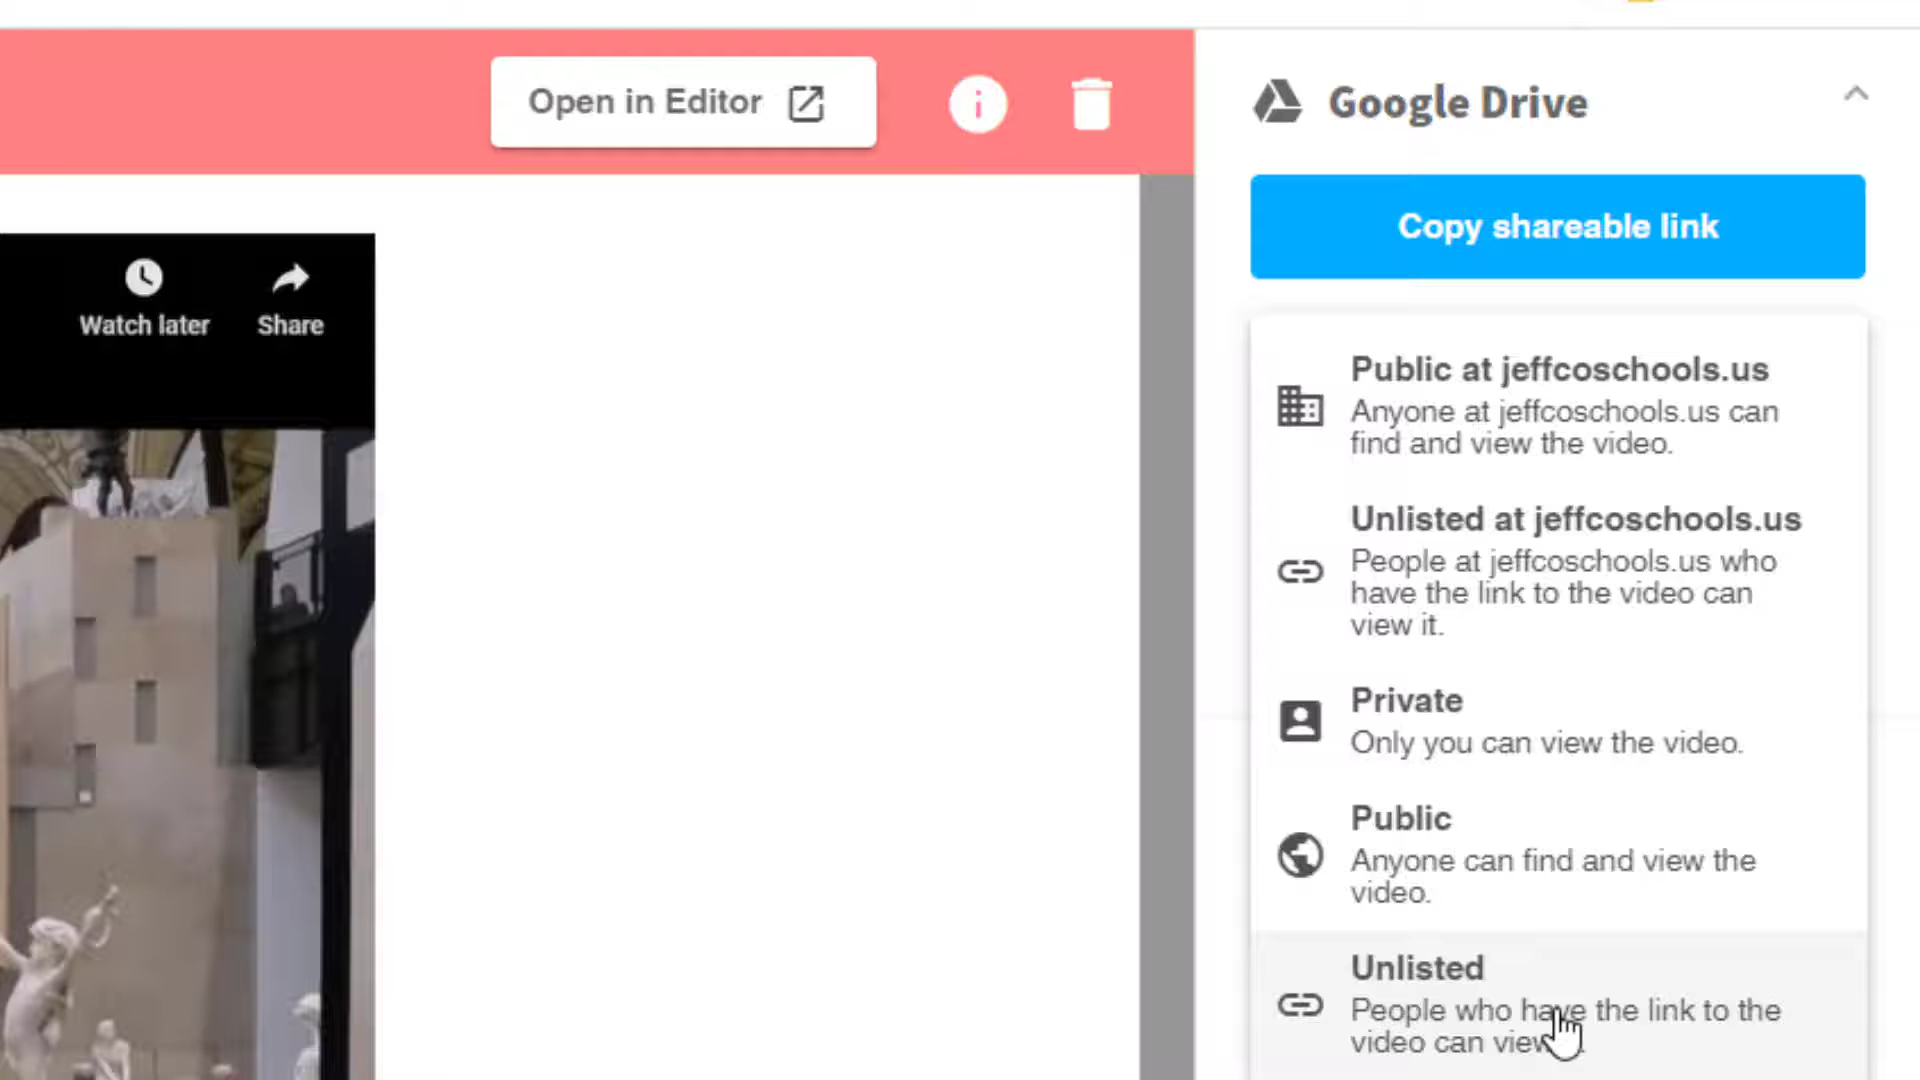 Open in Editor
Google Drive
Copy shareable link
Watch later
Share
Public at jeffcoschools.us
Anyone at jeffcoschools.us can
find and view the video.
Unlisted at jeffcoschools.us
People at jeffcoschools.us who
have the link to the video can
view it.
Private
Only you can view the video.
Public
Anyone can find and view the
video.
Unlisted
People who have the link to the
video can view